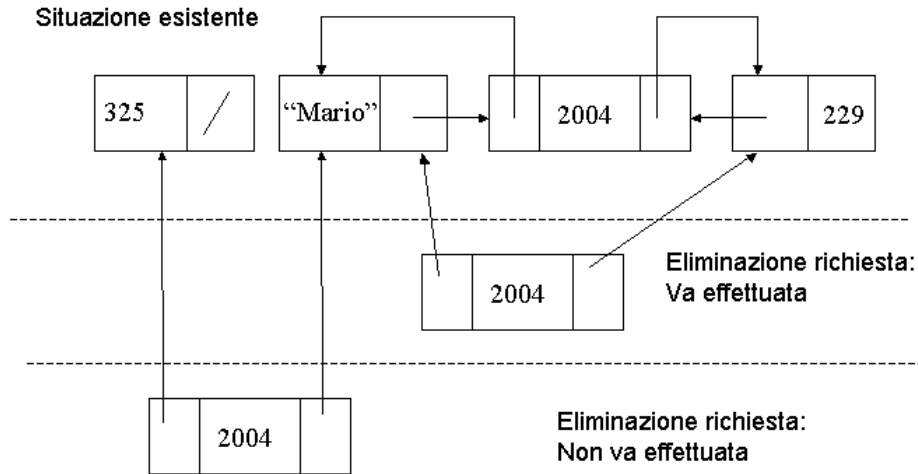 Situazione esistente
325 “Mario” 2004 229
2004
Eliminazione richiesta:
Va effettuata
2004
Eliminazione richiesta:
Non va effettuata